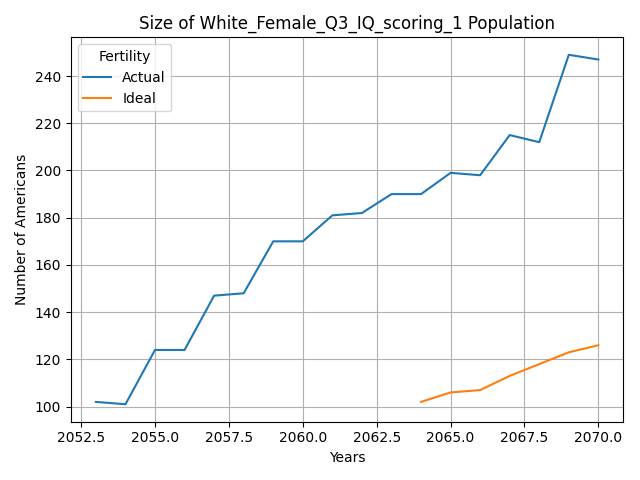 Size of White_Female_Q3_IQ_scoring_1 Population
Fertility
Actual
Ideal
Number of Americans
240
220
200
180
160
140
120
100
2052.5 2055.0 2057.5 2060.0 2062.5 2065.0 2067.5 2070.0
Years